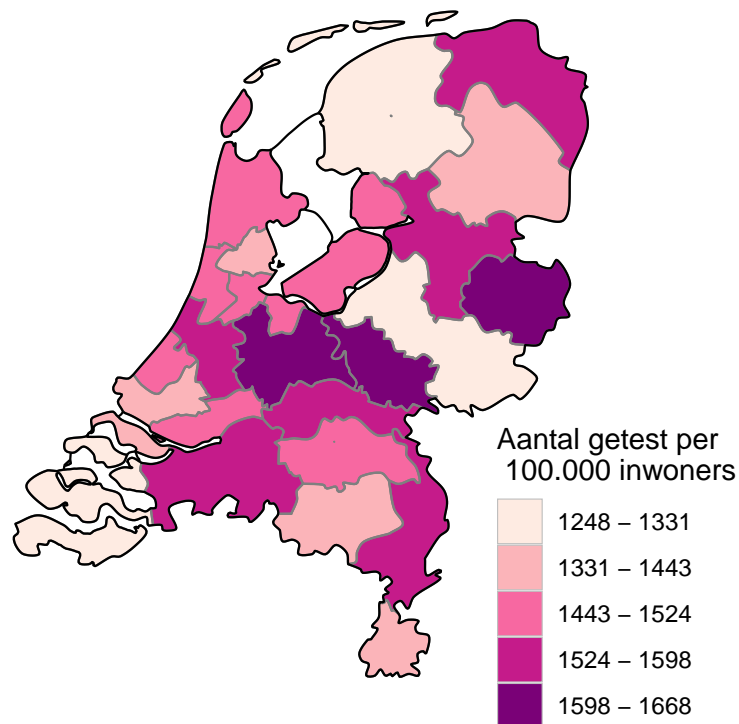 Aantal getest per
100.000 inwoners
1248 – 1331
1331 – 1443
1443 – 1524
1524 – 1598
1598 – 1668